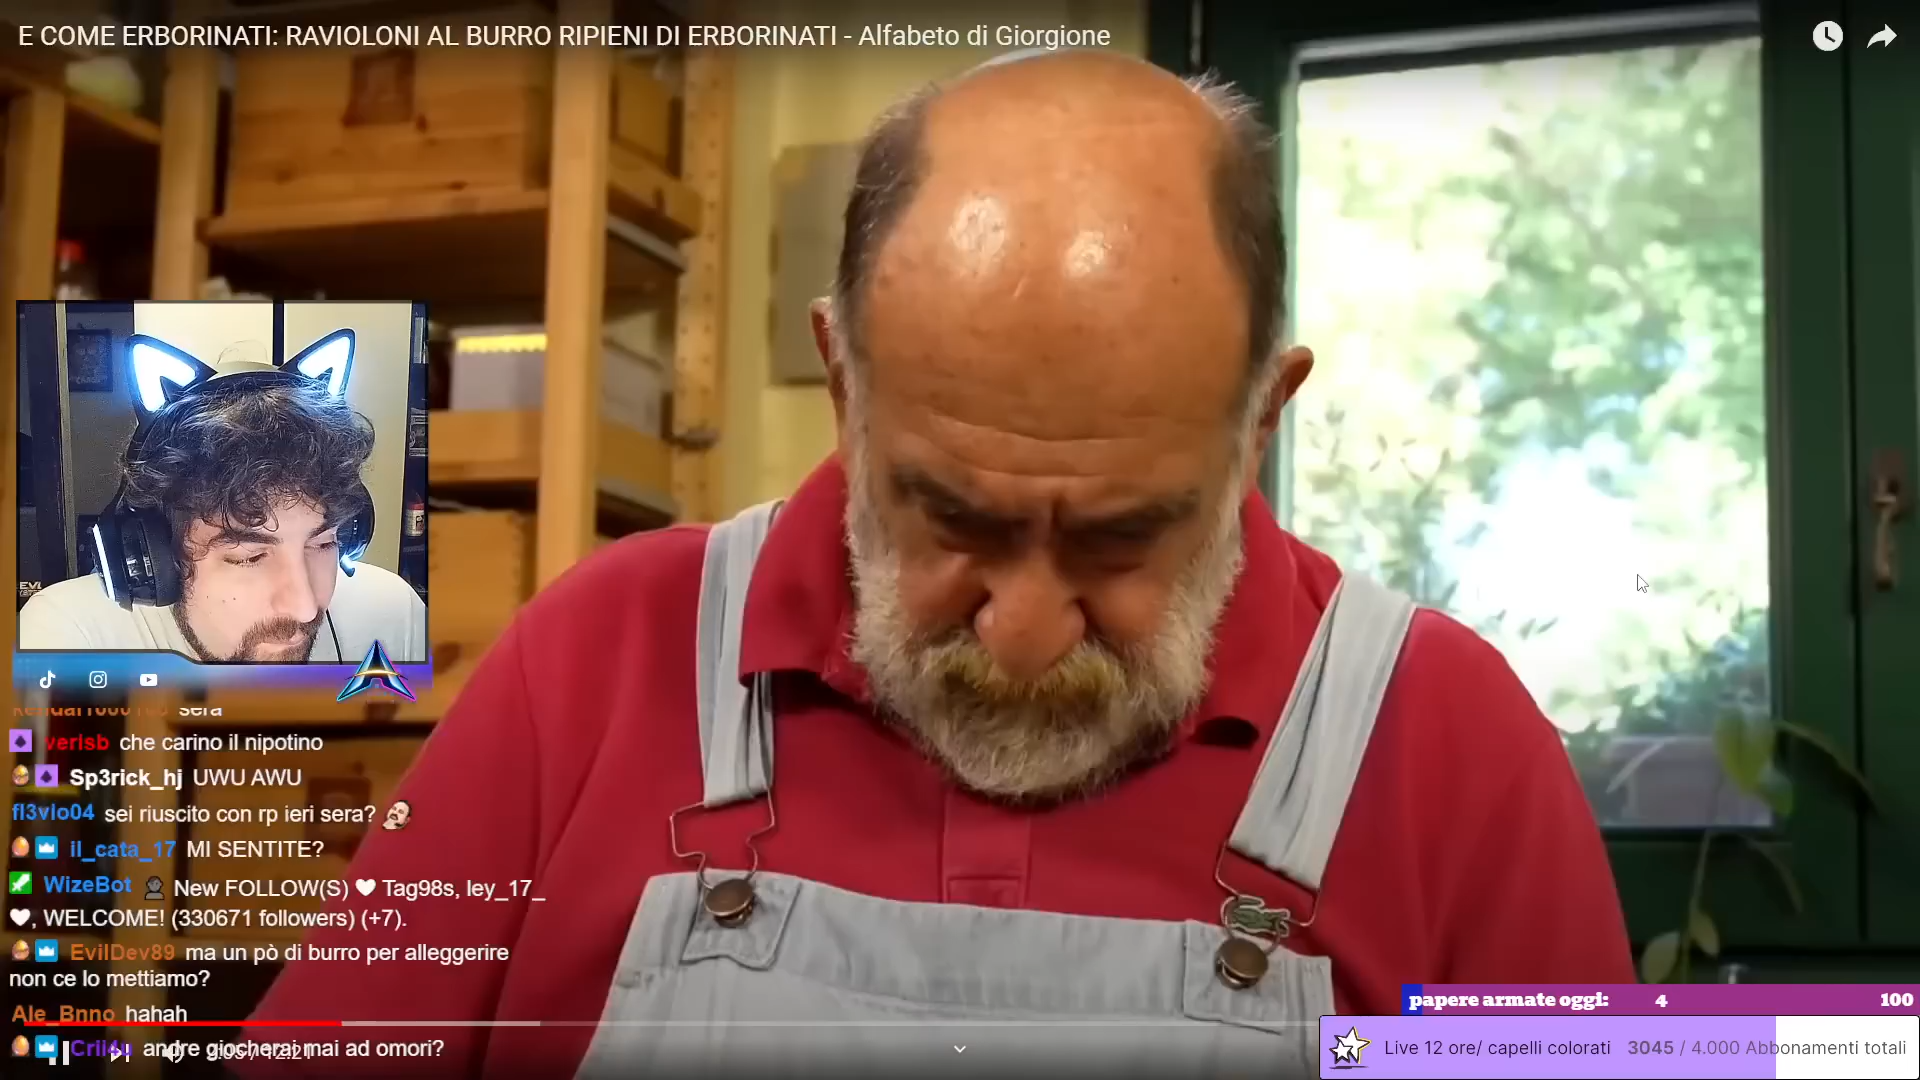 E COME ERBORINATI: RAVIOLONI AL BURRO RIPIENI DI ERBORINATI - Alfabeto di Giorgione
sera
verisb che carino il nipotino
Sp3rick_hj UWU AWU
fl3vio04 sei riuscito con rp ieri sera?
il_cata_17 MI SENTITE?
WizeBot New FOLLOW(S) ♥ Tag98s, ley_17_
♥, WELCOME! (330671 followers) (+7).
EvilDev89 ma un pò di burro per alleggerire
non ce lo mettiamo?
Ale_Bnno hahah
andre giocherai mai ad omori?
papere armate oggi: 4 100
Live 12 ore/ capelli colorati 3045 / 4.000 Abbonamenti totali